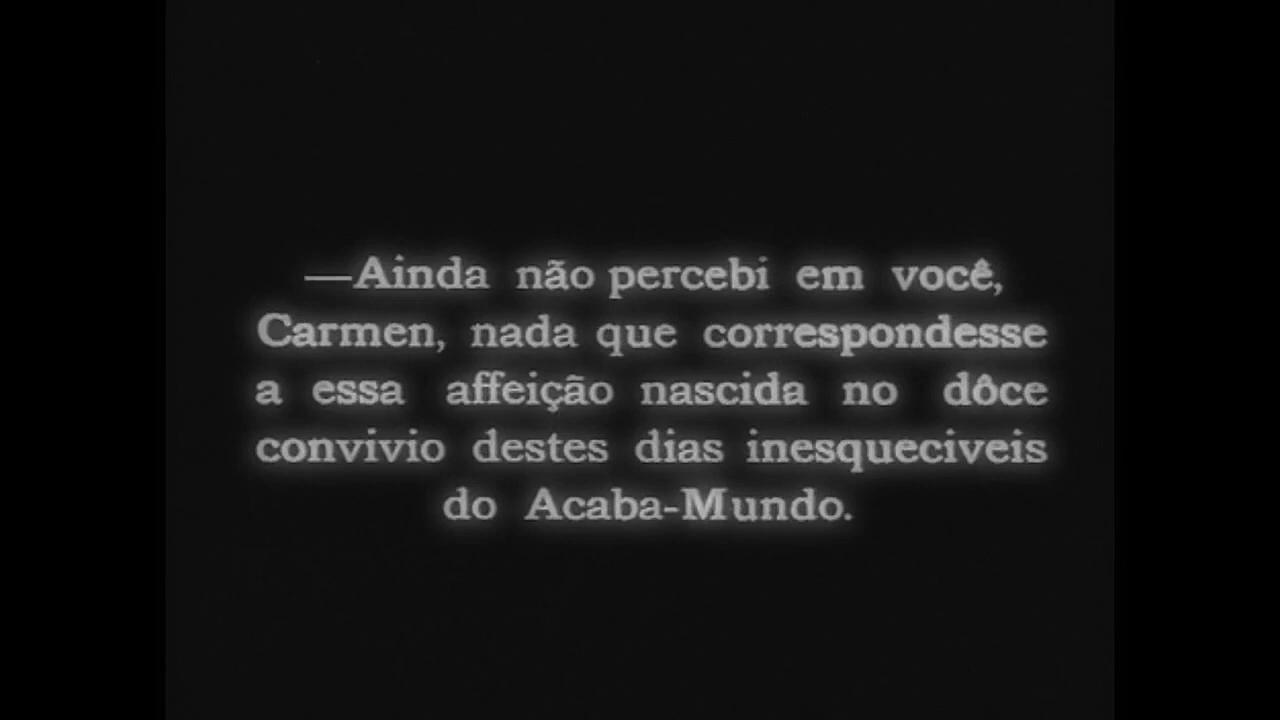 —Ainda não percebi em você,
Carmen, nada que correspondesse
a essa affeição nascida no dôce
convivio destes dias inesqueciveis
do Acaba-Mundo.